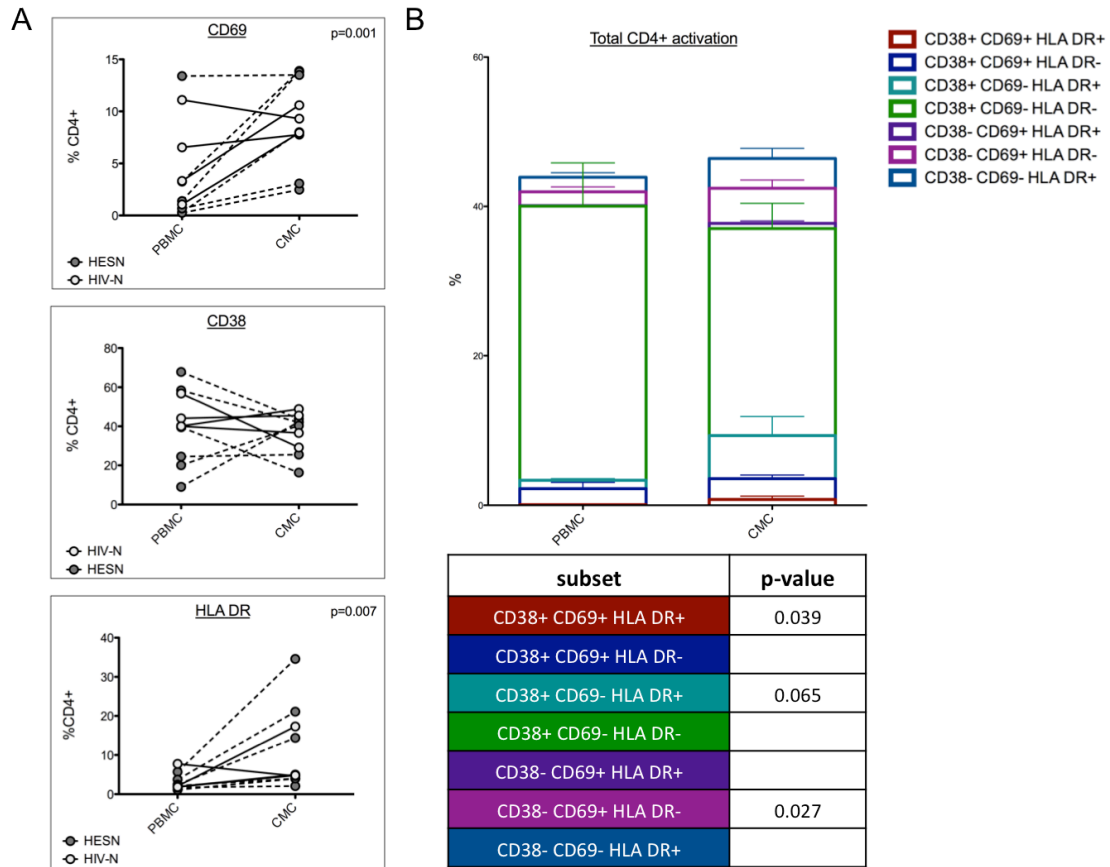 A
CD69
p=0.001
15
10
5
0
% CD4+
PBMC
CMC
HESN
HIV-N
CD38
80
60
40
20
0
% CD4+
PBMC
CMC
HIV-N
HESN
HLA DR
p=0.007
40
30
20
10
0
%CD4+
PBMC
CMC
HESN
HIV-N
B
Total CD4+ activation
60
40
20
0
%
PBMC
CMC
CD38+ CD69+ HLA DR+
CD38+ CD69+ HLA DR-
CD38+ CD69- HLA DR+
CD38+ CD69- HLA DR-
CD38- CD69+ HLA DR+
CD38- CD69+ HLA DR-
CD38- CD69- HLA DR+
subset p-value
CD38+ CD69+ HLA DR+ 0.039
CD38+ CD69+ HLA DR-
CD38+ CD69- HLA DR+ 0.065
CD38+ CD69- HLA DR-
CD38- CD69+ HLA DR+
CD38- CD69+ HLA DR- 0.027
CD38- CD69- HLA DR+